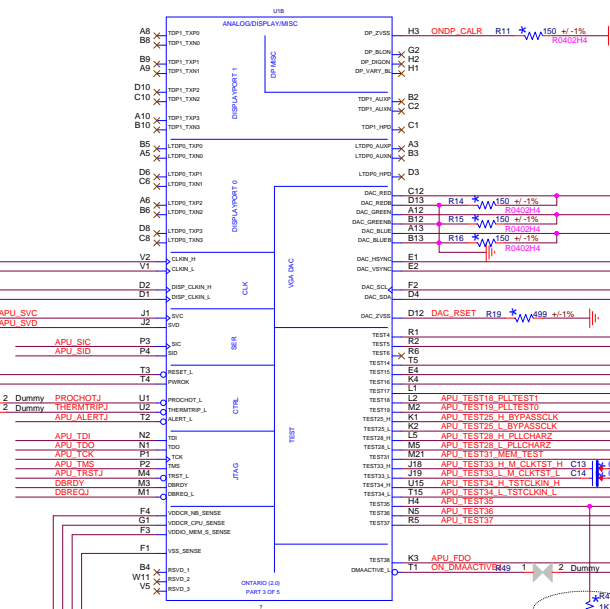 U1B
ANALOG/DISPLAY/MISC
A8 TDP1_TXP0 DP_ZVSS H3 ONDP_CALR R11 150 +/-1%
B8 TDP1_TXN0 R0402H4
DP_BLON G2
B9 TDP1_TXP1 DP_DIGON H2
A9 TDP1_TXN1 DP_VARY_BL H1
DISPLAYPORT 1
DP MISC
D10 TDP1_TXP2
C10 TDP1_TXN2 TDP1_AUXP B2
TDP1_AUXN C2
A10 TDP1_TXP3
B10 TDP1_TXN3 TDP1_HPD C1
B5 LTDP0_TXP0 LTDP0_AUXP A3
A5 LTDP0_TXN0 LTDP0_AUXN B3
D6 LTDP0_TXP1 LTDP0_HPD D3
C6 LTDP0_TXN1
DISPLAYPORT 0
DAC_RED C12
A6 LTDP0_TXP2 DAC_REDB D13 R14 150 +/-1%
B6 LTDP0_TXN2 DAC_GREEN A12 R0402H4
DAC_GREENB B12 R15 150 +/-1%
D8 LTDP0_TXP3 DAC_BLUE A13 R0402H4
C8 LTDP0_TXN3 DAC_BLUEB B13 R16 150 +/-1%
R0402H4
V2 CLKIN_H DAC_HSYNC E1
V1 CLKIN_L DAC_VSYNC E2
VGA DAC
CLK
D2 DISP_CLKIN_H DAC_SCL F2
D1 DISP_CLKIN_L DAC_SDA D4
APU_SVC J1 SVC DAC_ZVSS D12 DAC_RSET R19 499 +/-1%
APU_SVD J2 SVD
SER
TEST4 R1
APU_SIC P3 SIC TEST5 R2
APU_SID P4 SID TEST6 R6
TEST14 T5
T3 RESET_L TEST15 E4
T4 PWROK TEST16 K4
TEST17 L1
CTRL
2 Dummy PROCHOTJ U1 PROCHOT_L TEST18 L2 APU_TEST18_PLLTEST1
2 Dummy THERMTRIPJ U2 THERMTRIP_L TEST19 M2 APU_TEST19_PLLTEST0
APU_ALERTJ T2 ALERT_L TEST25_H K1 APU_TEST25_H_BYPASSCLK
TEST25_L K2 APU_TEST25_L_BYPASSCLK
TEST
APU_TDI N2 TDI TEST28_H L5 APU_TEST28_H_PLLCHARZ
APU_TDO N1 TDO TEST28_L M5 APU_TEST28_L_PLLCHARZ
APU_TCK P1 TCK TEST31 M21 APU_TEST31_MEM_TEST
APU_TMS P2 TMS TEST33_H J18 APU_TEST33_H_M_CLKTST_H C13
JTAG
APU_TRSTJ M4 TRST_L TEST33_L J19 APU_TEST33_L_M_CLKTST_L C14
DBRDY M3 DBRDY TEST34_H U15 APU_TEST34_H_TSTCLKIN_H
DBREQJ M1 DBREQ_L TEST34_L T15 APU_TEST34_L_TSTCLKIN_L
TEST35 H4 APU_TEST35
F4 VDDCR_NB_SENSE TEST36 N5 APU_TEST36
G1 VDDCR_CPU_SENSE TEST37 R5 APU_TEST37
F3 VDDIO_MEM_S_SENSE
F1 VSS_SENSE
TEST38 K3 APU_FDO
B4 RSVD_1 DMAACTIVE_L T1 ON_DMAACTIVE R49 1 2 Dummy
W11 RSVD_2
V5 RSVD_3
ONTARIO (2.0)
PART 3 OF 5